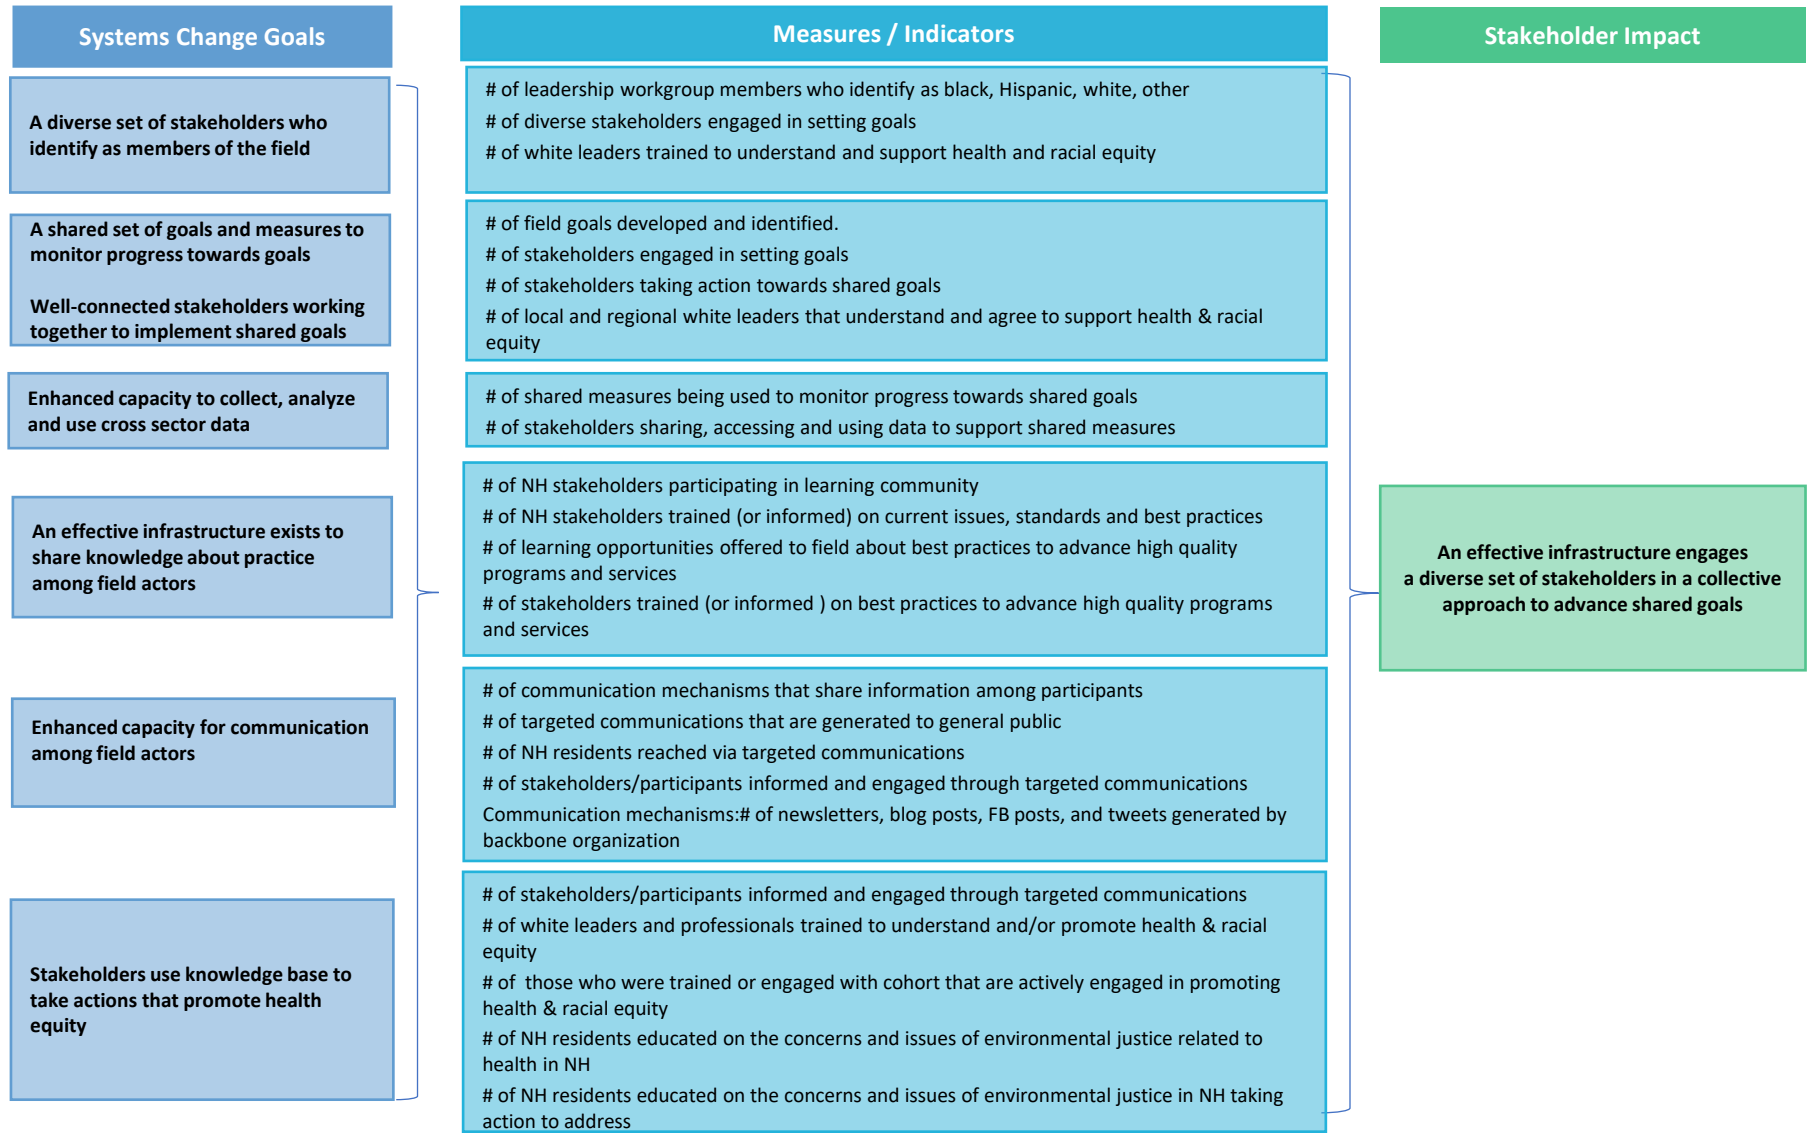 Systems Change Goals
Measures / Indicators
Stakeholder Impact
A diverse set of stakeholders who
identify as members of the field
# of leadership workgroup members who identify as black, Hispanic, white, other
# of diverse stakeholders engaged in setting goals
# of white leaders trained to understand and support health and racial equity
A shared set of goals and measures to
monitor progress towards goals
Well-connected stakeholders working
together to implement shared goals
# of field goals developed and identified.
# of stakeholders engaged in setting goals
# of stakeholders taking action towards shared goals
# of local and regional white leaders that understand and agree to support health & racial
equity
Enhanced capacity to collect, analyze
and use cross sector data
# of shared measures being used to monitor progress towards shared goals
# of stakeholders sharing, accessing and using data to support shared measures
An effective infrastructure exists to
share knowledge about practice
among field actors
# of NH stakeholders participating in learning community
# of NH stakeholders trained (or informed) on current issues, standards and best practices
# of learning opportunities offered to field about best practices to advance high quality
programs and services
# of stakeholders trained (or informed ) on best practices to advance high quality programs
and services
An effective infrastructure engages
a diverse set of stakeholders in a collective
approach to advance shared goals
Enhanced capacity for communication
among field actors
# of communication mechanisms that share information among participants
# of targeted communications that are generated to general public
# of NH residents reached via targeted communications
# of stakeholders/participants informed and engaged through targeted communications
Communication mechanisms:# of newsletters, blog posts, FB posts, and tweets generated by
backbone organization
Stakeholders use knowledge base to
take actions that promote health
equity
# of stakeholders/participants informed and engaged through targeted communications
# of white leaders and professionals trained to understand and/or promote health & racial
equity
# of  those who were trained or engaged with cohort that are actively engaged in promoting
health & racial equity
# of NH residents educated on the concerns and issues of environmental justice related to
health in NH
# of NH residents educated on the concerns and issues of environmental justice in NH taking
action to address